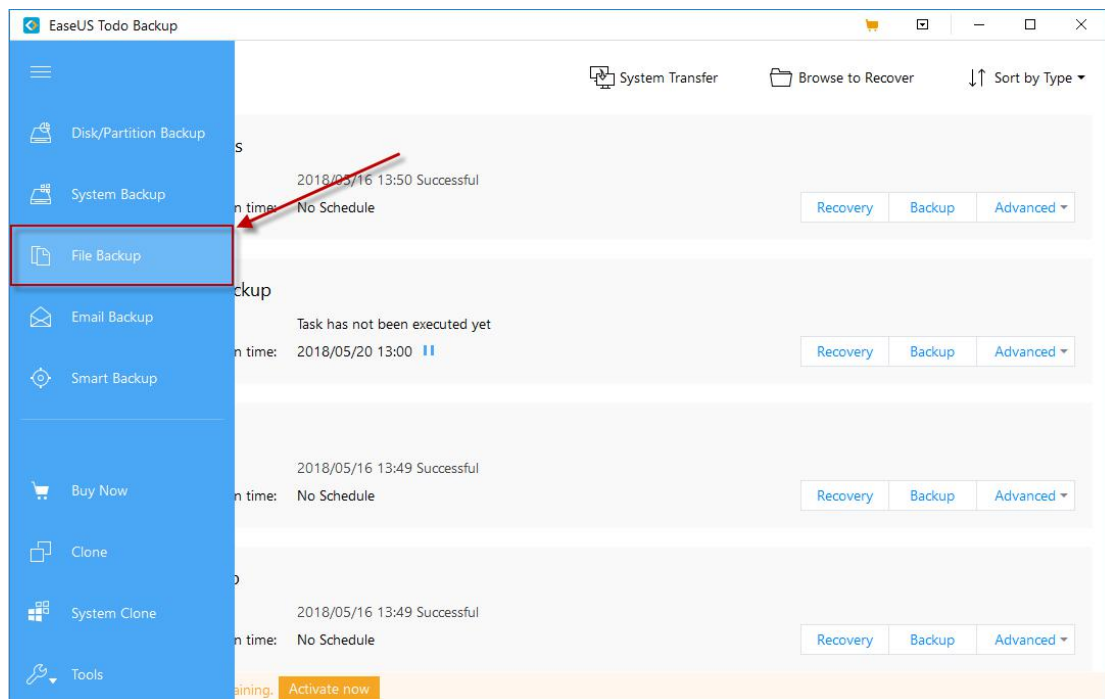 EaseUS Todo Backup
System Transfer Browse to Recover Sort by Type
Disk/Partition Backup
System Backup
File Backup
Email Backup
Smart Backup
Buy Now
Clone
System Clone
Tools
s
2018/05/16 13:50 Successful
n time: No Schedule
Recovery Backup Advanced
ckup
Task has not been executed yet
n time: 2018/05/20 13:00
Recovery Backup Advanced
2018/05/16 13:49 Successful
n time: No Schedule
Recovery Backup Advanced
2018/05/16 13:49 Successful
n time: No Schedule
Recovery Backup Advanced
aining. Activate now